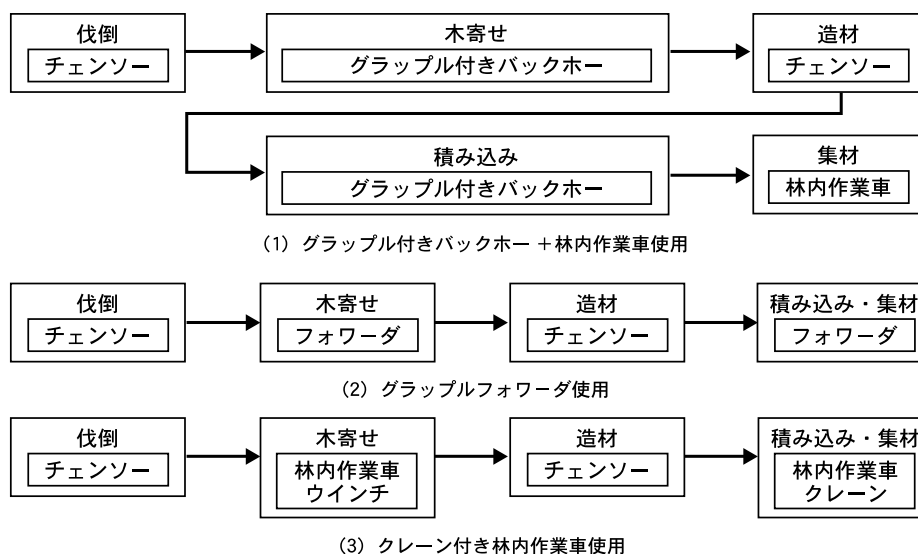 伐倒
チェンソー
木寄せ
グラップル付きバックホー
造材
チェンソー
積み込み
グラップル付きバックホー
集材
林内作業車
(1) グラップル付きバックホー+林内作業車使用
伐倒
チェンソー
木寄せ
フォワーダ
造材
チェンソー
積み込み・集材
フォワーダ
(2) グラップルフォワーダ使用
伐倒
チェンソー
木寄せ
林内作業車
ウインチ
造材
チェンソー
積み込み・集材
林内作業車
クレーン
(3) クレーン付き林内作業車使用